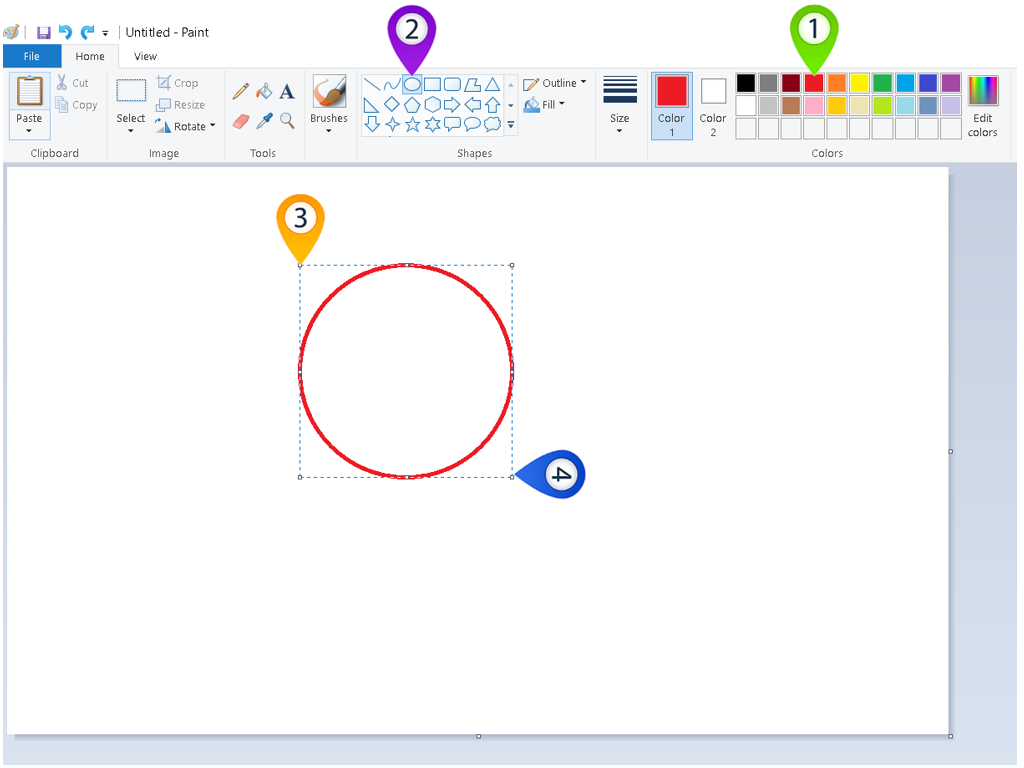 2
1
Untitled - Paint
File
Home
View
Paste
Cut
Copy
Clipboard
Select
Crop
Resize
Rotate
Image
A
Tools
Brushes
Shapes
Outline
Fill
Size
Color
1
Color
2
Edit
colors
Colors
3
4